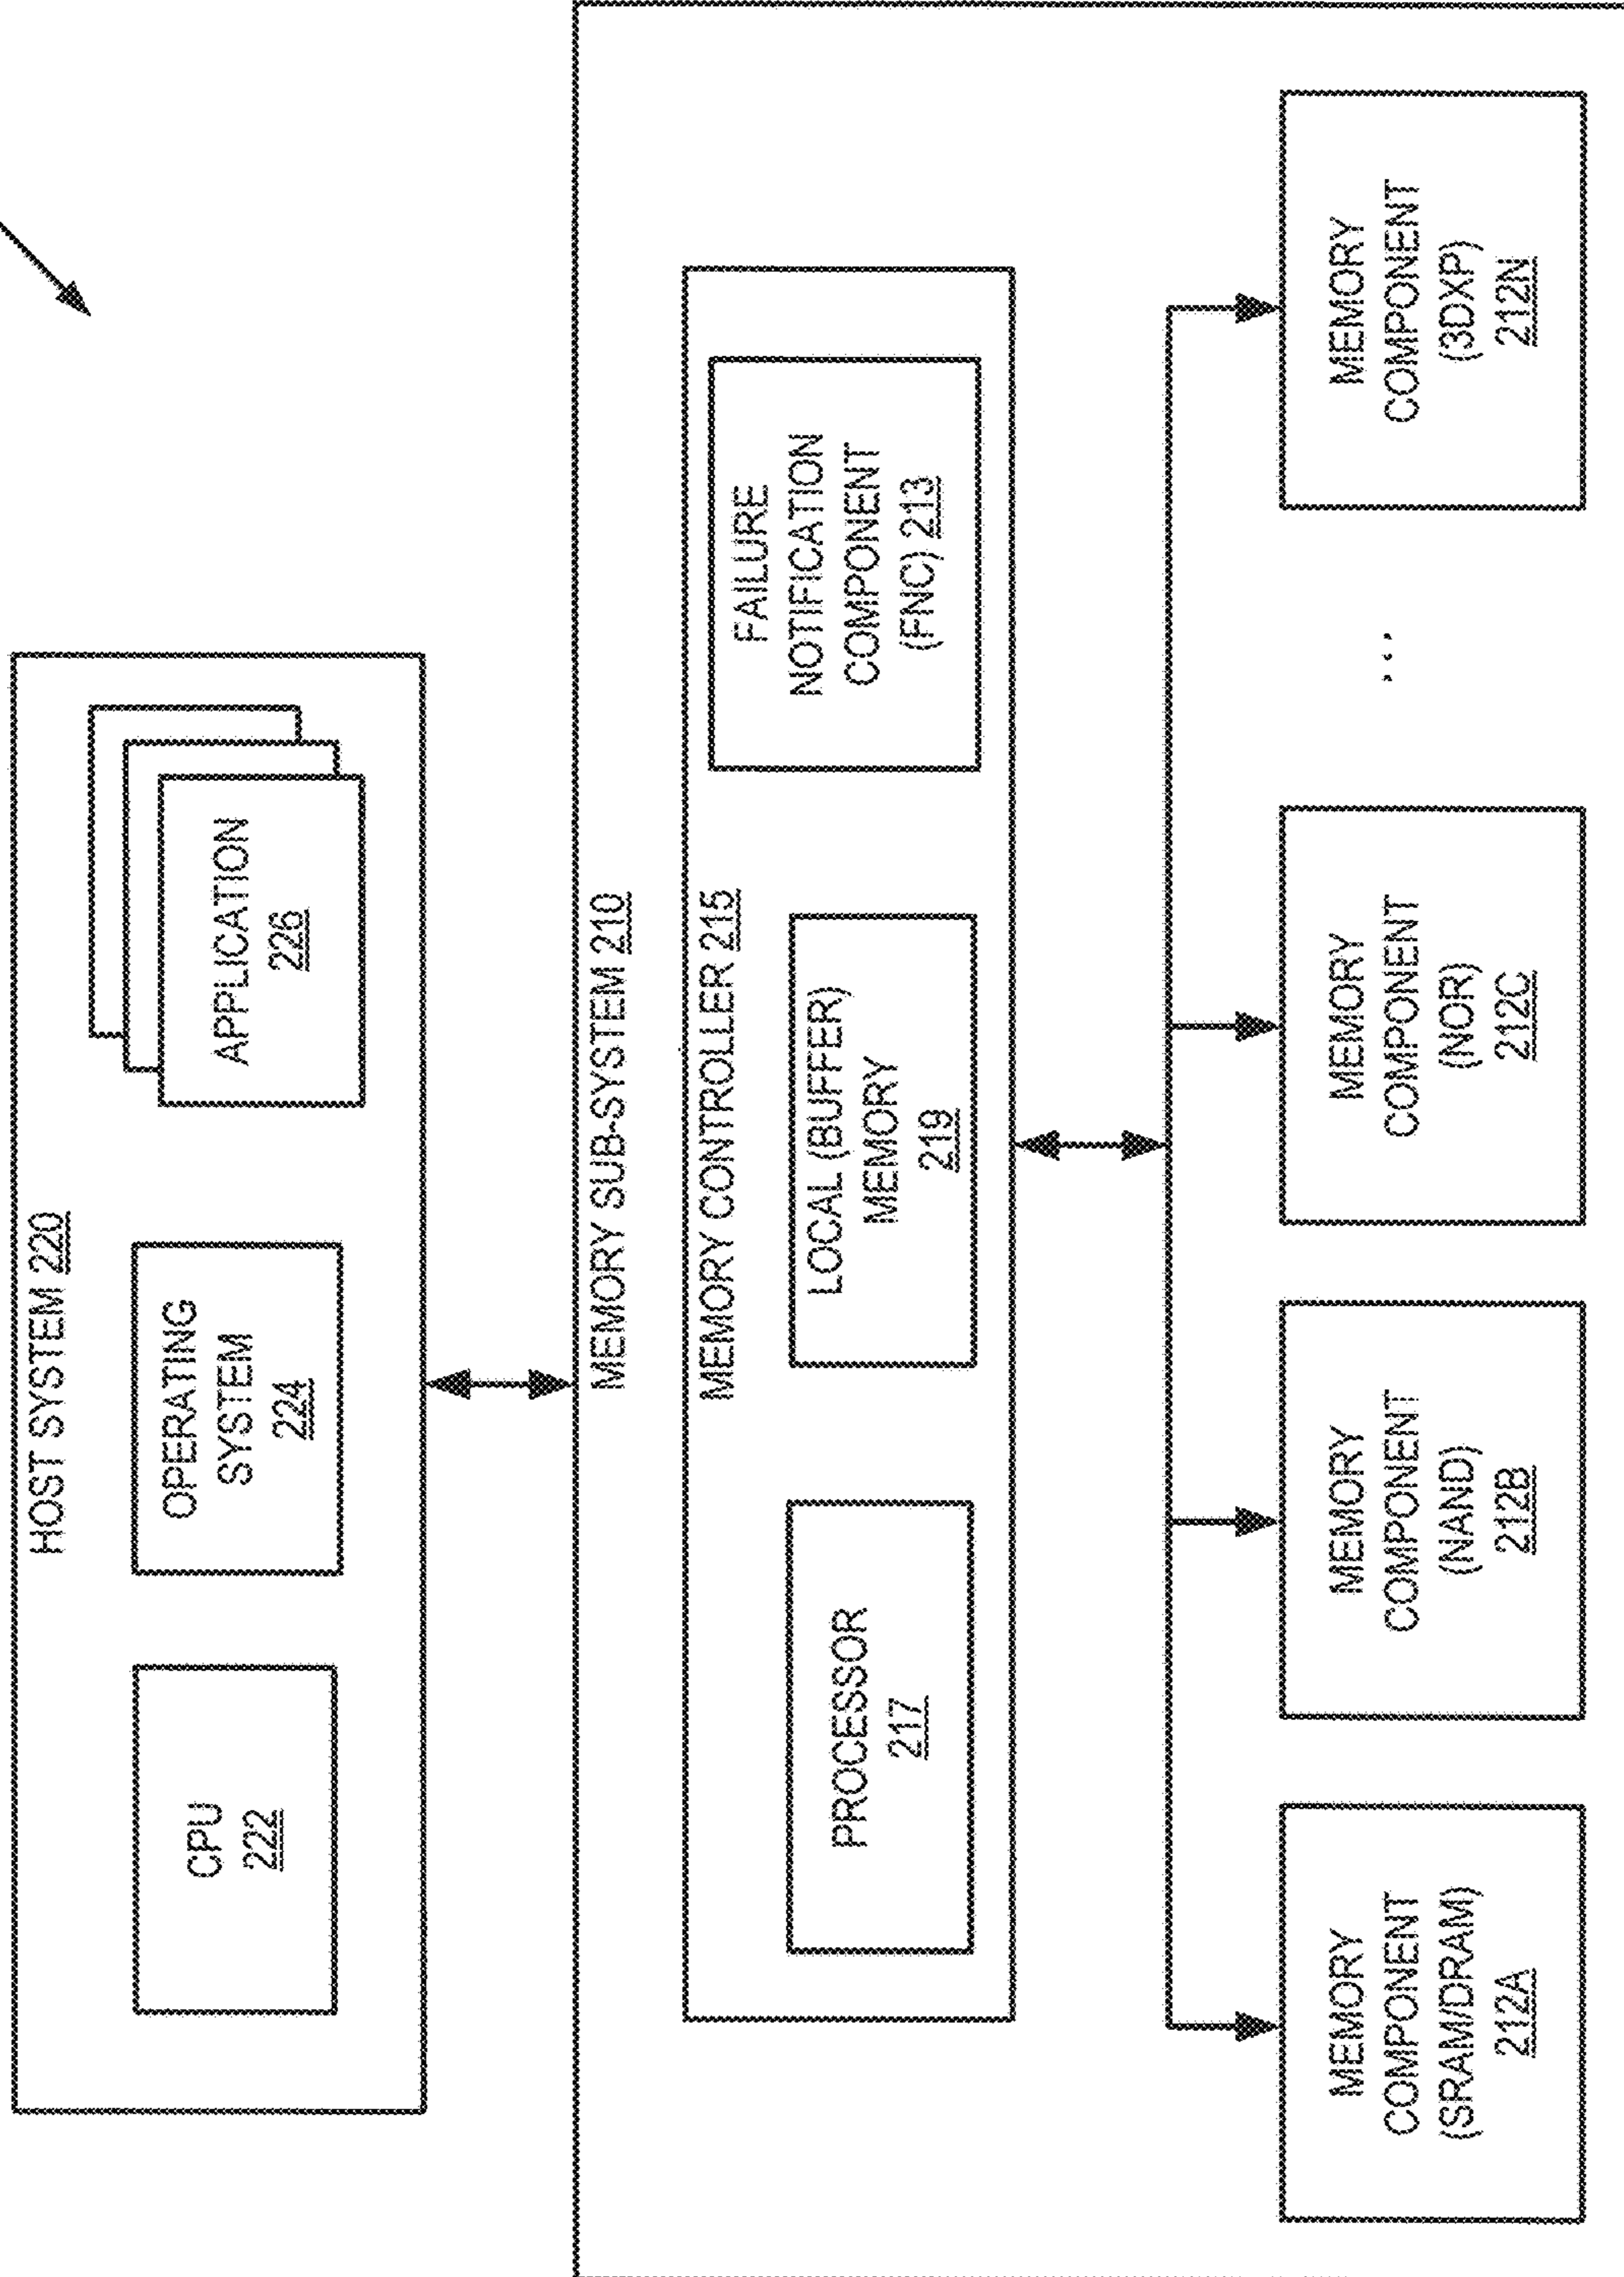 HOST SYSTEM 220
CPU
222
OPERATING
SYSTEM
224
APPLICATION
226
MEMORY SUB-SYSTEM 210
MEMORY CONTROLLER 215
PROCESSOR
217
LOCAL (BUFFER)
MEMORY
219
FAILURE
NOTIFICATION
COMPONENT
(FNC) 213
MEMORY
COMPONENT
(SRAM/DRAM)
212A
MEMORY
COMPONENT
(NAND)
212B
MEMORY
COMPONENT
(NOR)
212C
...
MEMORY
COMPONENT
(3DXP)
212N